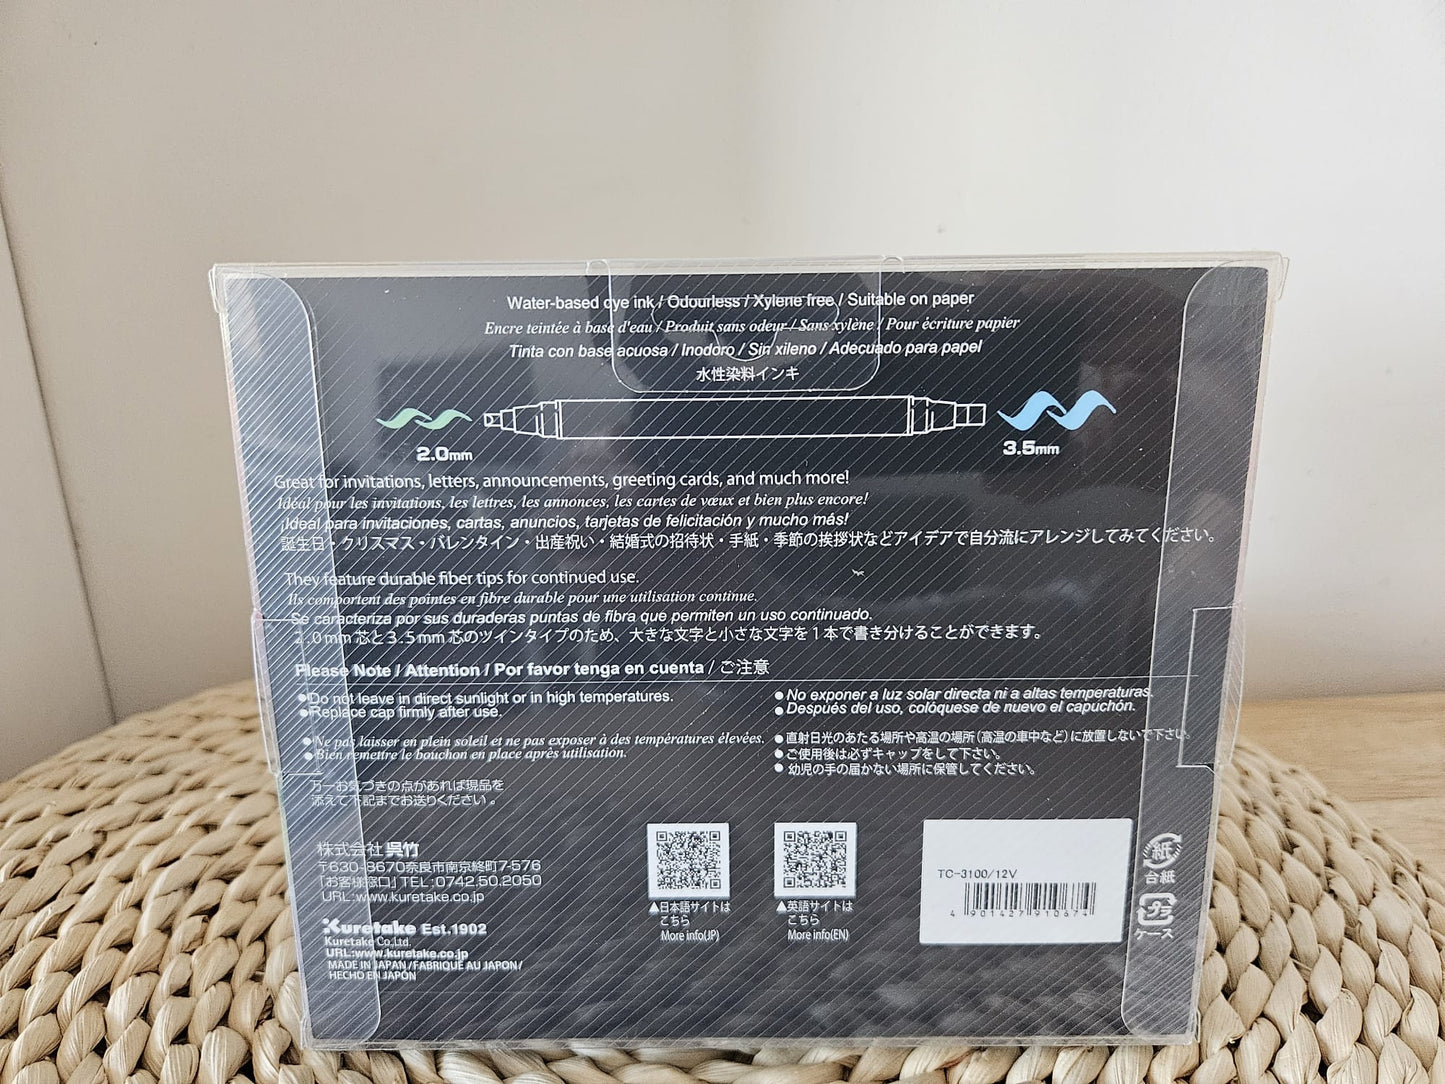 Water-based dye ink / Odourless / Xylene free / Suitable on paper
Encre teintée à base d'eau / Produit sans odeur / Sans xylène / Pour écriture papier
Tinta con base acuosa / Inodoro / Sin xileno / Adecuado para papel
水性染料インキ
2.0mm
3.5mm
Great for invitations, letters, announcements, greeting cards, and much more!
Idéal pour les invitations, les lettres, les annonces, les cartes de vœux et bien plus encore!
¡Ideal para invitaciones, cartas, anuncios, tarjetas de felicitación y mucho más!
誕生日・クリスマス・バレンタイン・出産祝い・結婚式の招待状・手紙・季節の挨拶状などアイデアで自分流にアレンジしてみてください。
They feature durable fiber tips for continued use.
Ils comportent des pointes en fibre durable pour une utilisation continue.
Se caracteriza por sus duraderas puntas de fibra que permiten un uso continuado.
2.0mm芯と3.5mm芯のツインタイプのため、大きな文字と小さな文字を1本で書き分けることができます。
Please Note / Attention / Por favor tenga en cuenta / ご注意
●Do not leave in direct sunlight or in high temperatures.
●Replace cap firmly after use.
●Ne pas laisser en plein soleil et ne pas exposer à des températures élevées.
●Bien remettre le bouchon en place après utilisation.
●No exponer a luz solar directa ni a altas temperaturas.
●Después del uso, colóquese de nuevo el capuchón.
●直射日光のあたる場所や高温の場所(高温の車中など)に放置しないで下さい。
●ご使用後は必ずキャップをして下さい。
●幼児の手の届かない場所に保管してください。
万一お気づきの点があれば現品を
添えて下記までお送りください。
株式会社 呉竹
〒630-8670奈良市南京終町7-576
「お客様窓口」TEL:0742.50.2050
URL:www.kuretake.co.jp
Kuretake Est.1902
Kuretake Co.,Ltd.
URL:www.kuretake.co.jp
MADE IN JAPAN/FABRIQUÉ AU JAPON/
HECHO EN JAPÓN
▲日本語サイトは
こちら
More info(JP)
▲英語サイトは
こちら
More info(EN)
TC-3100/12V
4 901427 910674
紙
台紙
プラ
ケース